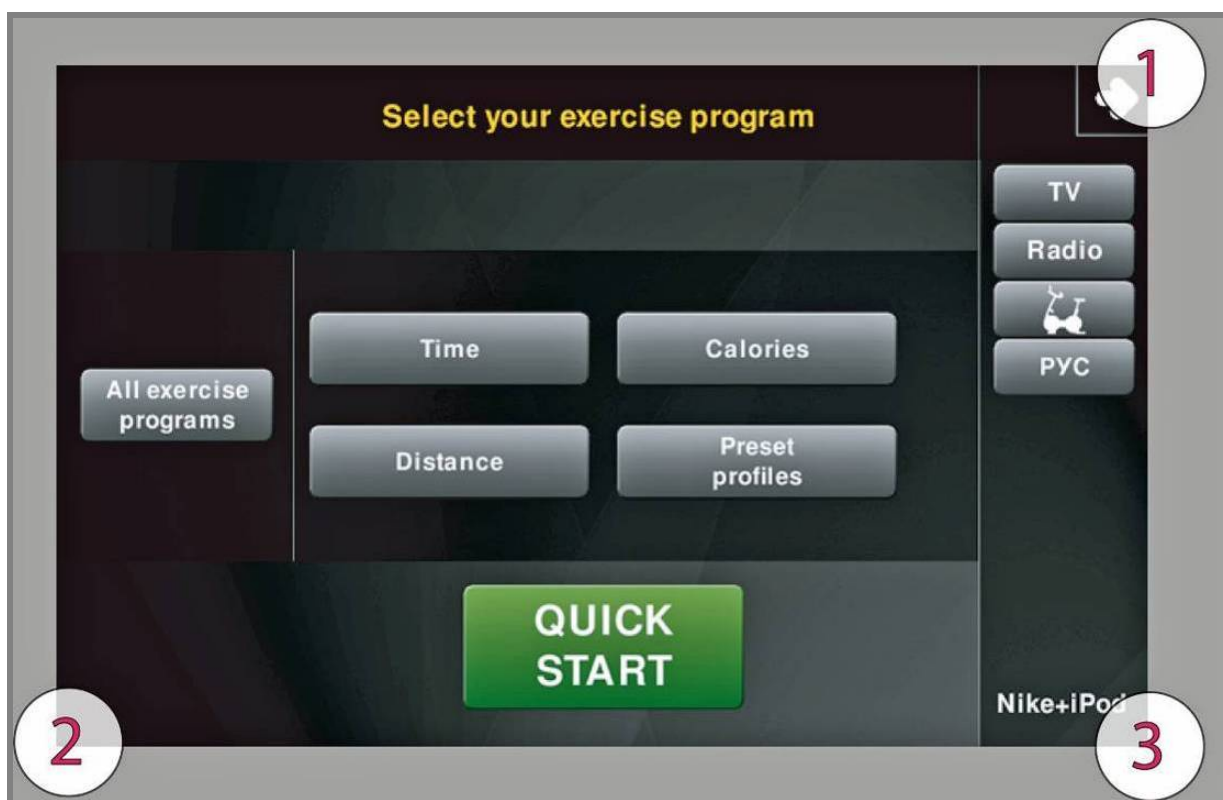 1
Select your exercise program
TV
Radio
РУС
Time
Calories
All exercise
programs
Distance
Preset
profiles
QUICK
START
Nike+iPod
2
3